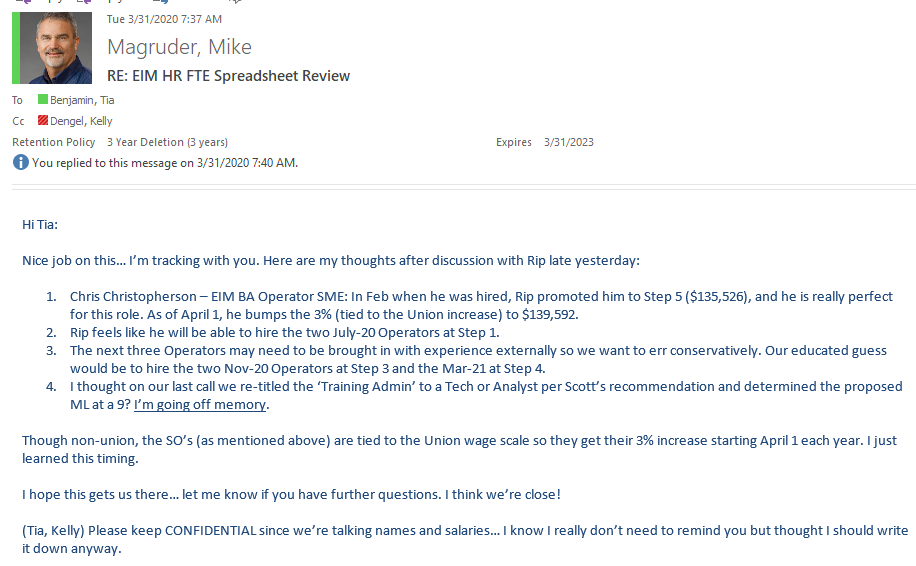 Tue 3/31/2020 7:37 AM
Magruder, Mike
RE: EIM HR FTE Spreadsheet Review
To Benjamin, Tia
Cc Dengel, Kelly
Retention Policy 3 Year Deletion (3 years) Expires 3/31/2023
You replied to this message on 3/31/2020 7:40 AM.
Hi Tia:
Nice job on this... I'm tracking with you. Here are my thoughts after discussion with Rip late yesterday:
1. Chris Christopherson – EIM BA Operator SME: In Feb when he was hired, Rip promoted him to Step 5 ($135,526), and he is really perfect
for this role. As of April 1, he bumps the 3% (tied to the Union increase) to $139,592.
2. Rip feels like he will be able to hire the two July-20 Operators at Step 1.
3. The next three Operators may need to be brought in with experience externally so we want to err conservatively. Our educated guess
would be to hire the two Nov-20 Operators at Step 3 and the Mar-21 at Step 4.
4. I thought on our last call we re-titled the 'Training Admin' to a Tech or Analyst per Scott's recommendation and determined the proposed
ML at a 9? I'm going off memory.
Though non-union, the SO's (as mentioned above) are tied to the Union wage scale so they get their 3% increase starting April 1 each year. I just
learned this timing.
I hope this gets us there... let me know if you have further questions. I think we're close!
(Tia, Kelly) Please keep CONFIDENTIAL since we're talking names and salaries... I know I really don't need to remind you but thought I should write
it down anyway.